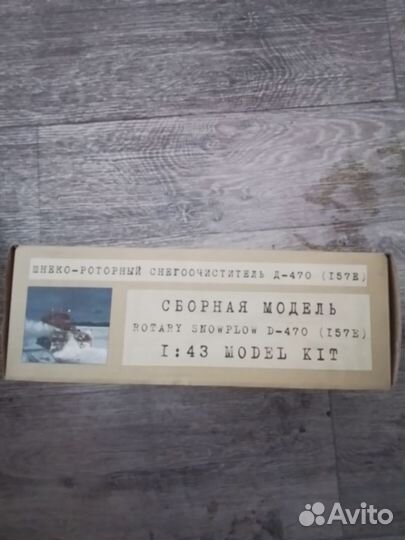 ШНЕКО-РОТОРНЫЙ СНЕГООЧИСТИТЕЛЬ Д-470 (157Е)
СБОРНАЯ МОДЕЛЬ
ROTARY SNOWPLOW D-470 (157E)
1:43 MODEL KIT
Avito